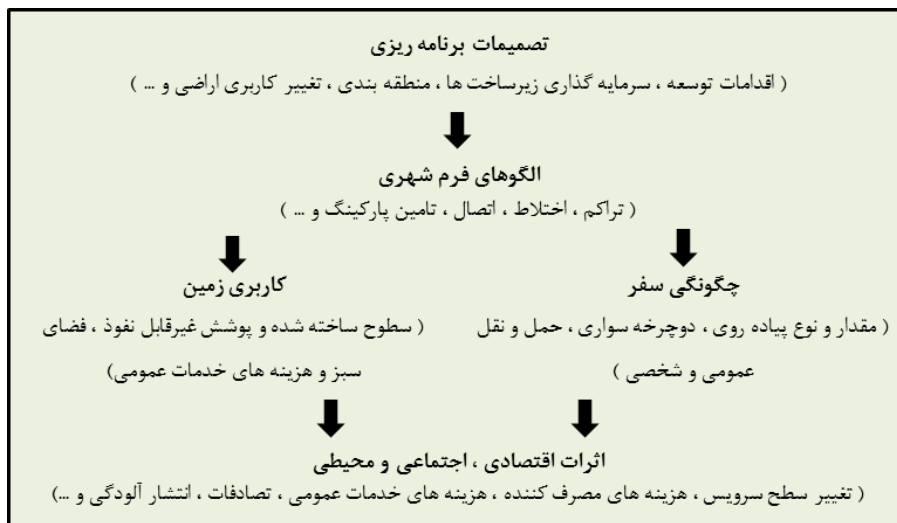 تصمیمات برنامه ریزی
( اقدامات توسعه ، سرمایه گذاری زیرساخت ها ، منطقه بندی ، تغییر کاربری اراضی و ... )
الگوهای فرم شهری
( تراکم ، اختلاط ، اتصال ، تامین پارکینگ و ... )
چگونگی سفر
( مقدار و نوع پیاده روی ، دوچرخه سواری ، حمل و نقل
عمومی و شخصی )
کاربری زمین
( سطوح ساخته شده و پوشش غیرقابل نفوذ ، فضای
سبز و هزینه های خدمات عمومی)
اثرات اقتصادی ، اجتماعی و محیطی
( تغییر سطح سرویس ، هزینه های مصرف کننده ، هزینه های خدمات عمومی ، تصادفات ، انتشار آلودگی و ...)